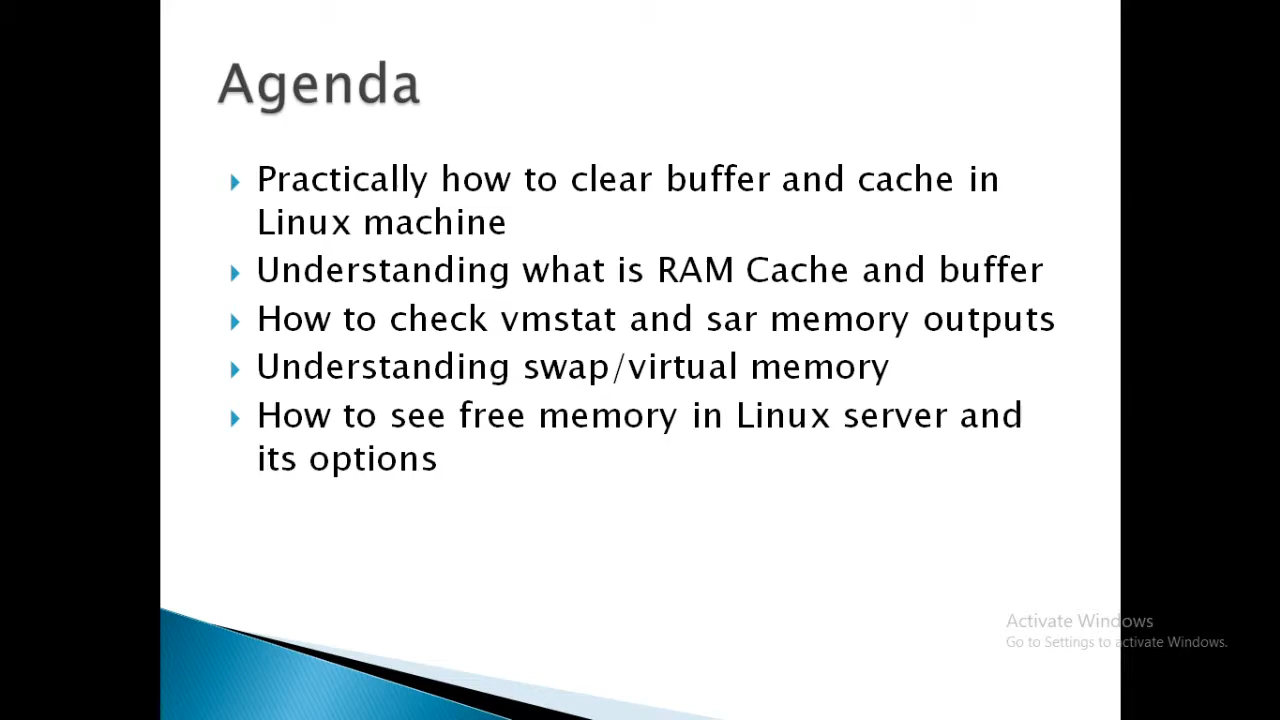 Agenda
Practically how to clear buffer and cache in
Linux machine
Understanding what is RAM Cache and buffer
How to check vmstat and sar memory outputs
Understanding swap/virtual memory
How to see free memory in Linux server and
its options
Activate Windows
Go to Settings to activate Windows.